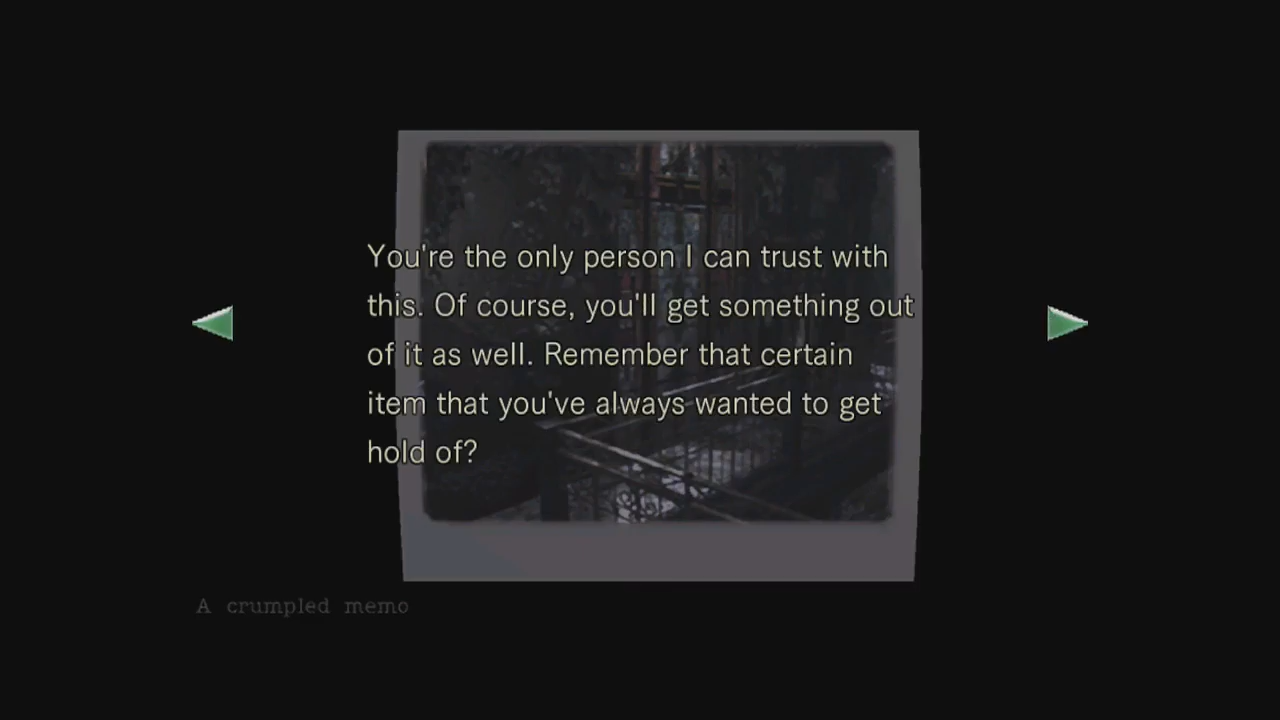 You're the only person I can trust with
this. Of course, you'll get something out
of it as well. Remember that certain
item that you've always wanted to get
hold of?
A crumpled memo